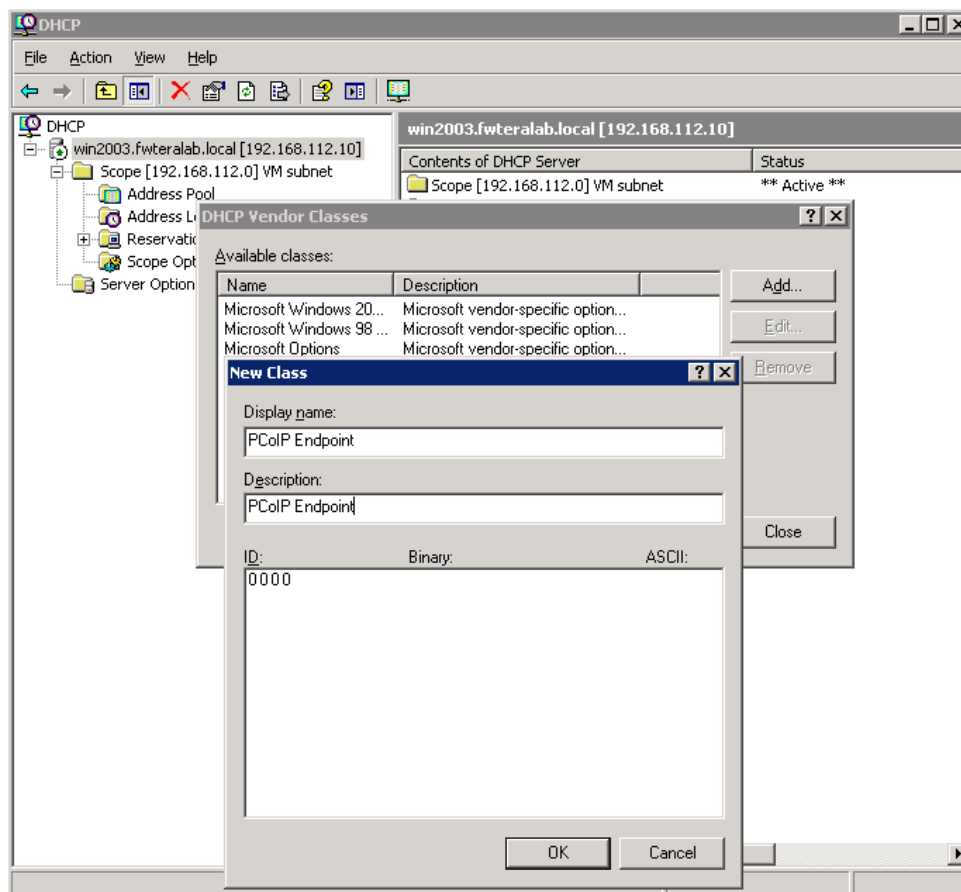 DHCP
File Action View Help
DHCP
win2003.fwteralab.local [192.168.112.10]
Scope [192.168.112.0] VM subnet
Address Pool
Address L
Reservatio
Scope Opt
Server Option
win2003.fwteralab.local [192.168.112.10]
Contents of DHCP Server Status
Scope [192.168.112.0] VM subnet ** Active **
DHCP Vendor Classes
Available classes:
Name Description
Microsoft Windows 20... Microsoft vendor-specific option...
Microsoft Windows 98 ... Microsoft vendor-specific option...
Microsoft Options Microsoft vendor-specific option...
Add...
Edit...
Remove
Close
New Class
Display name:
PCoIP Endpoint
Description:
PCoIP Endpoint
ID: Binary: ASCII:
0000
OK Cancel